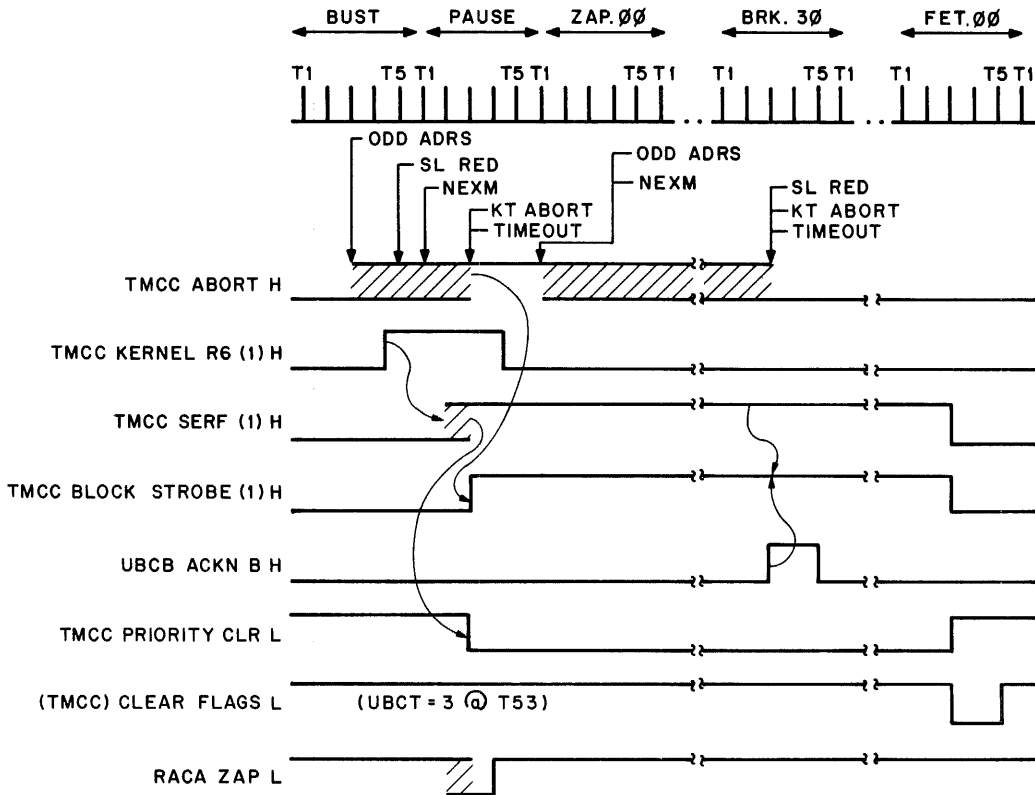 BUST PAUSE ZAP.ØØ BRK. 3Ø FET.ØØ
T1 T5 T1 T5 T1 T5 T1 T1 T5 T1 T1 T5 T1
ODD ADRS
SL RED
NEXM
KT ABORT
TIMEOUT
ODD ADRS
NEXM
SL RED
KT ABORT
TIMEOUT
TMCC ABORT H
TMCC KERNEL R6 (1) H
TMCC SERF (1) H
TMCC BLOCK STROBE (1) H
UBCB ACKN B H
TMCC PRIORITY CLR L
(TMCC) CLEAR FLAGS L (UBCT = 3 @ T53)
RACA ZAP L